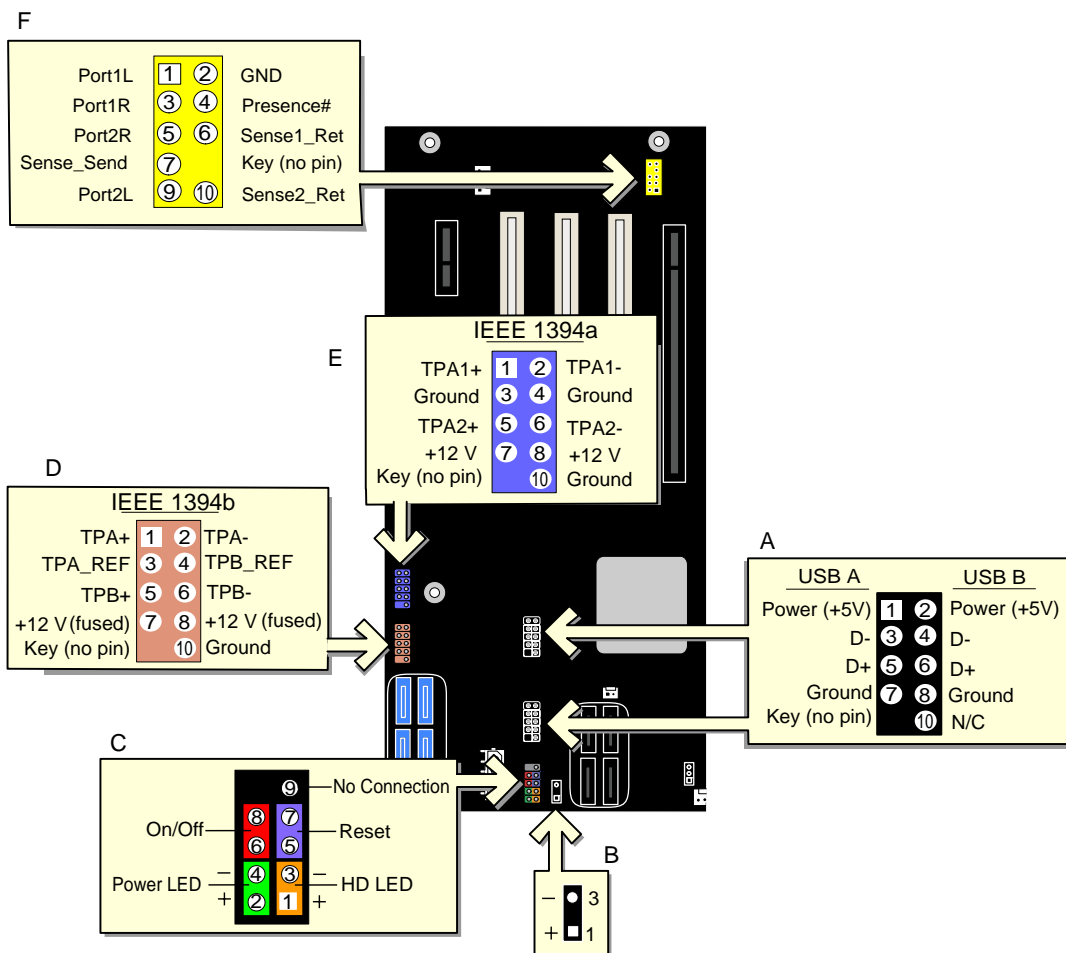 F
Port1L 1 2 GND
Port1R 3 4 Presence#
Port2R 5 6 Sense1_Ret
Sense_Send 7 Key (no pin)
Port2L 9 10 Sense2_Ret
E
IEEE 1394a
TPA1+ 1 2 TPA1-
Ground 3 4 Ground
TPA2+ 5 6 TPA2-
+12 V 7 8 +12 V
Key (no pin) 10 Ground
D
IEEE 1394b
TPA+ 1 2 TPA-
TPA_REF 3 4 TPB_REF
TPB+ 5 6 TPB-
+12 V (fused) 7 8 +12 V (fused)
Key (no pin) 10 Ground
A
USB A USB B
Power (+5V) 1 2 Power (+5V)
D- 3 4 D-
D+ 5 6 D+
Ground 7 8 Ground
Key (no pin) 10 N/C
C
9 No Connection
On/Off 8 7 Reset
6 5
Power LED − 4 3 − HD LED
+ 2 1 +
B
− 3
+ 1